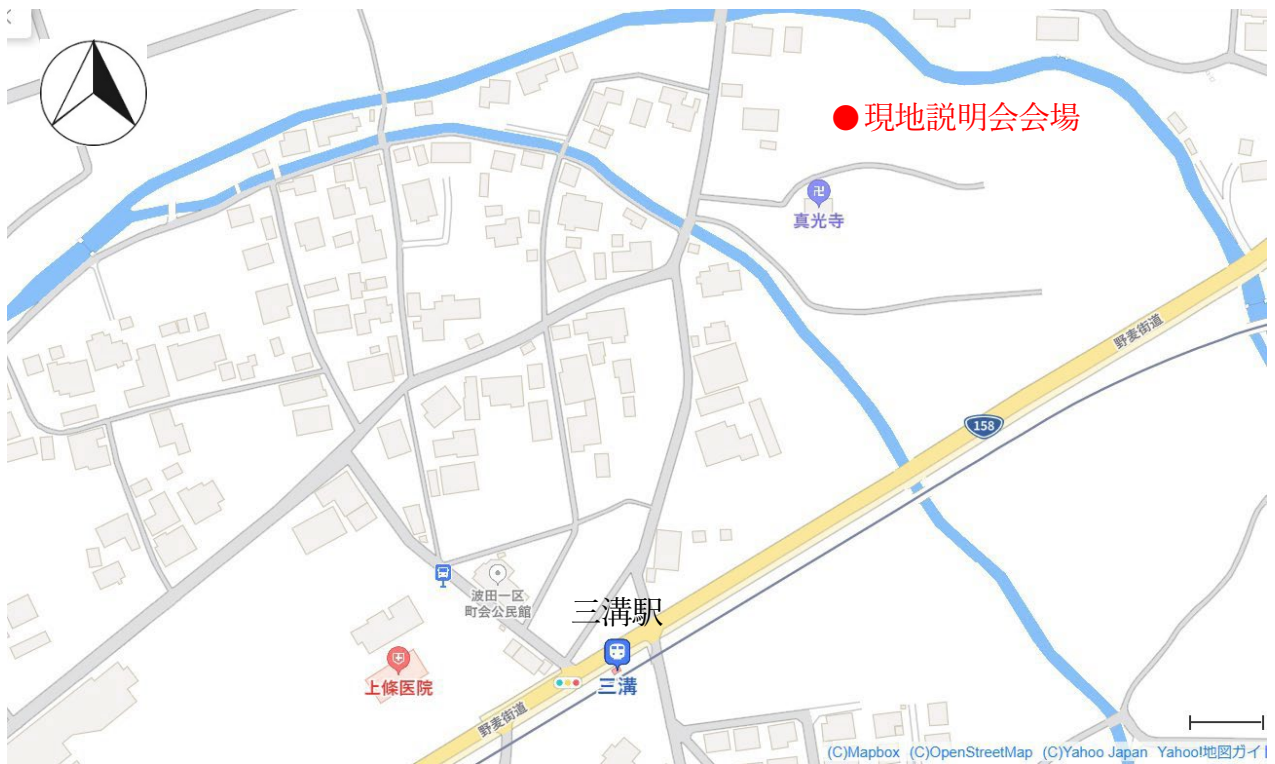 現地説明会会場
卍
真光寺
野麦街道
158
波田一区
町会公民館
三溝駅
上條医院
三溝
野麦街道
(C)Mapbox (C)OpenStreetMap (C)Yahoo Japan Yahoo!地図ガイド